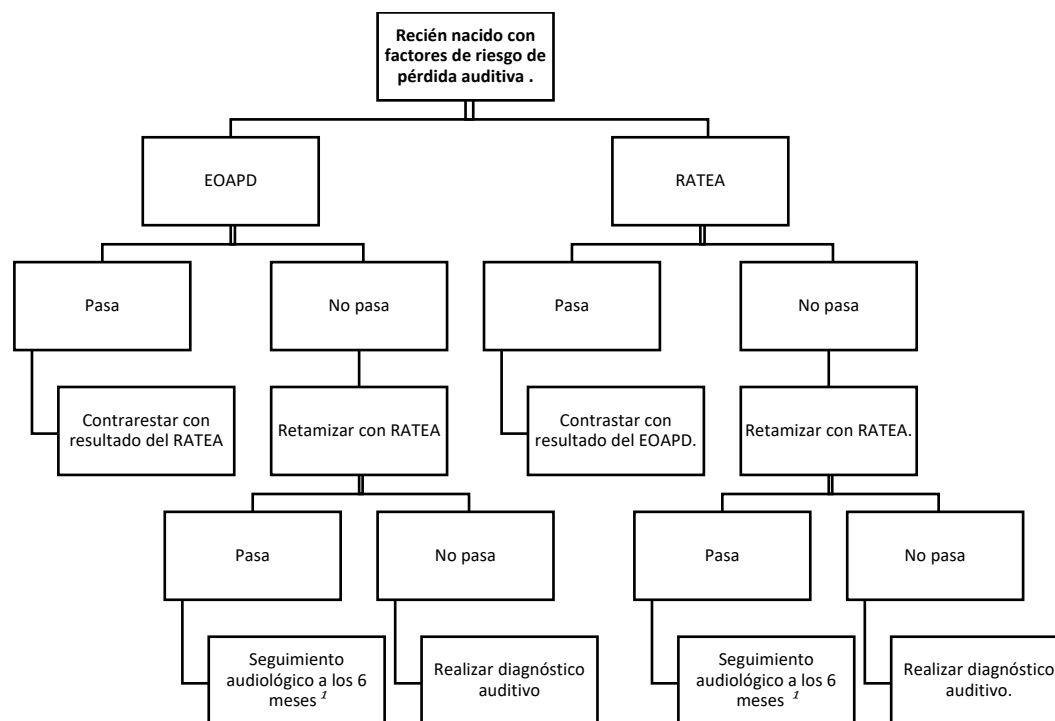 Recién nacido con
factores de riesgo de
pérdida auditiva .
EOAPD
RATEA
Pasa
No pasa
Pasa
No pasa
Contrarestar con
resultado del RATEA
Retamizar con RATEA
Contrastar con
resultado del EOAPD.
Retamizar con RATEA.
Pasa
No pasa
Pasa
No pasa
Seguimiento
audiológico a los 6
meses 1
Realizar diagnóstico
auditivo
Seguimiento
audiológico a los 6
meses 1
Realizar diagnóstico
auditivo.